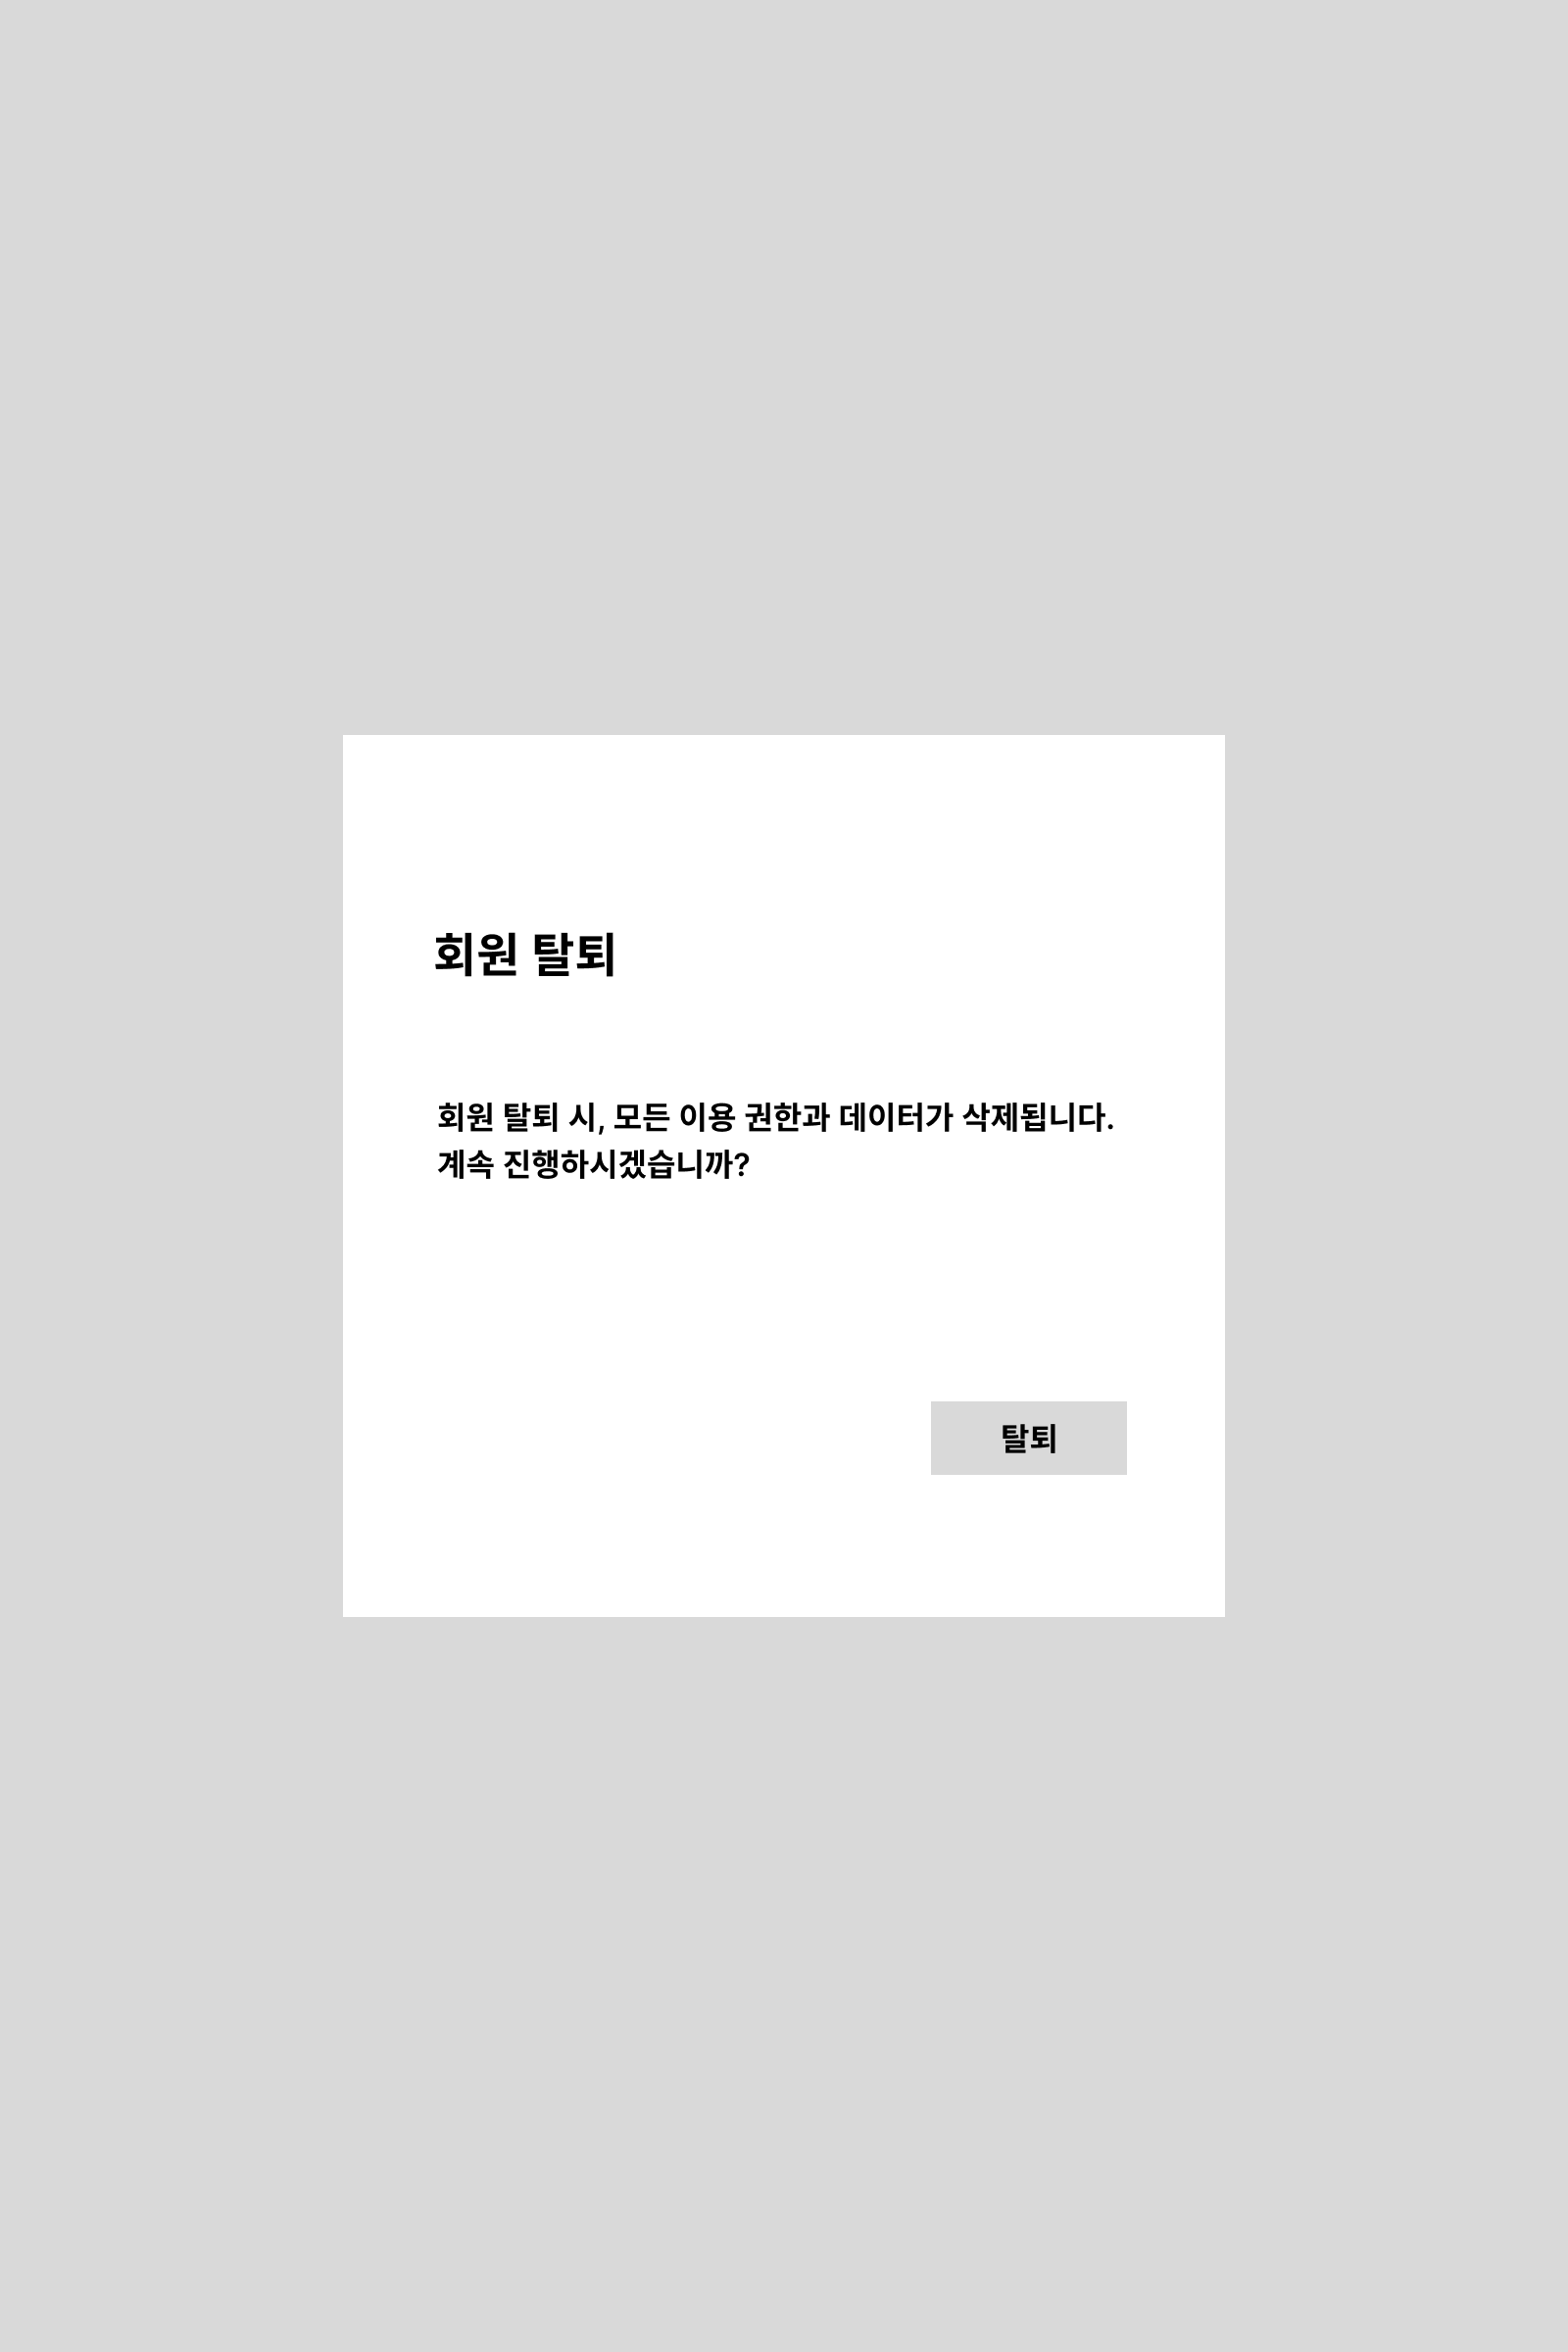 회원 탈퇴
회원 탈퇴 시, 모든 이용 권한과 데이터가 삭제됩니다.
계속 진행하시겠습니까?
탈퇴